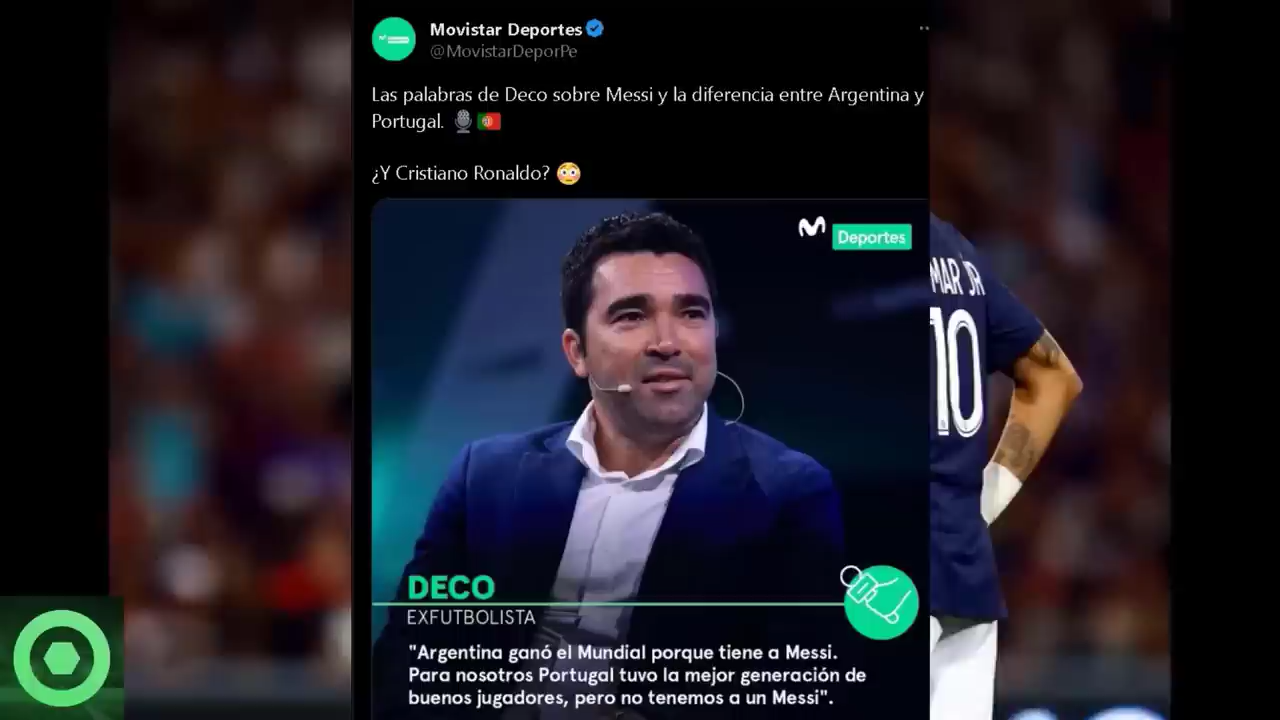 Movistar Deportes
@MovistarDeporPe
Las palabras de Deco sobre Messi y la diferencia entre Argentina y
Portugal. 🎙️🇵🇹
¿Y Cristiano Ronaldo? 😳
Deportes
MAR JR
10
DECO
EXFUTBOLISTA
"Argentina ganó el Mundial porque tiene a Messi.
Para nosotros Portugal tuvo la mejor generación de
buenos jugadores, pero no tenemos a un Messi".